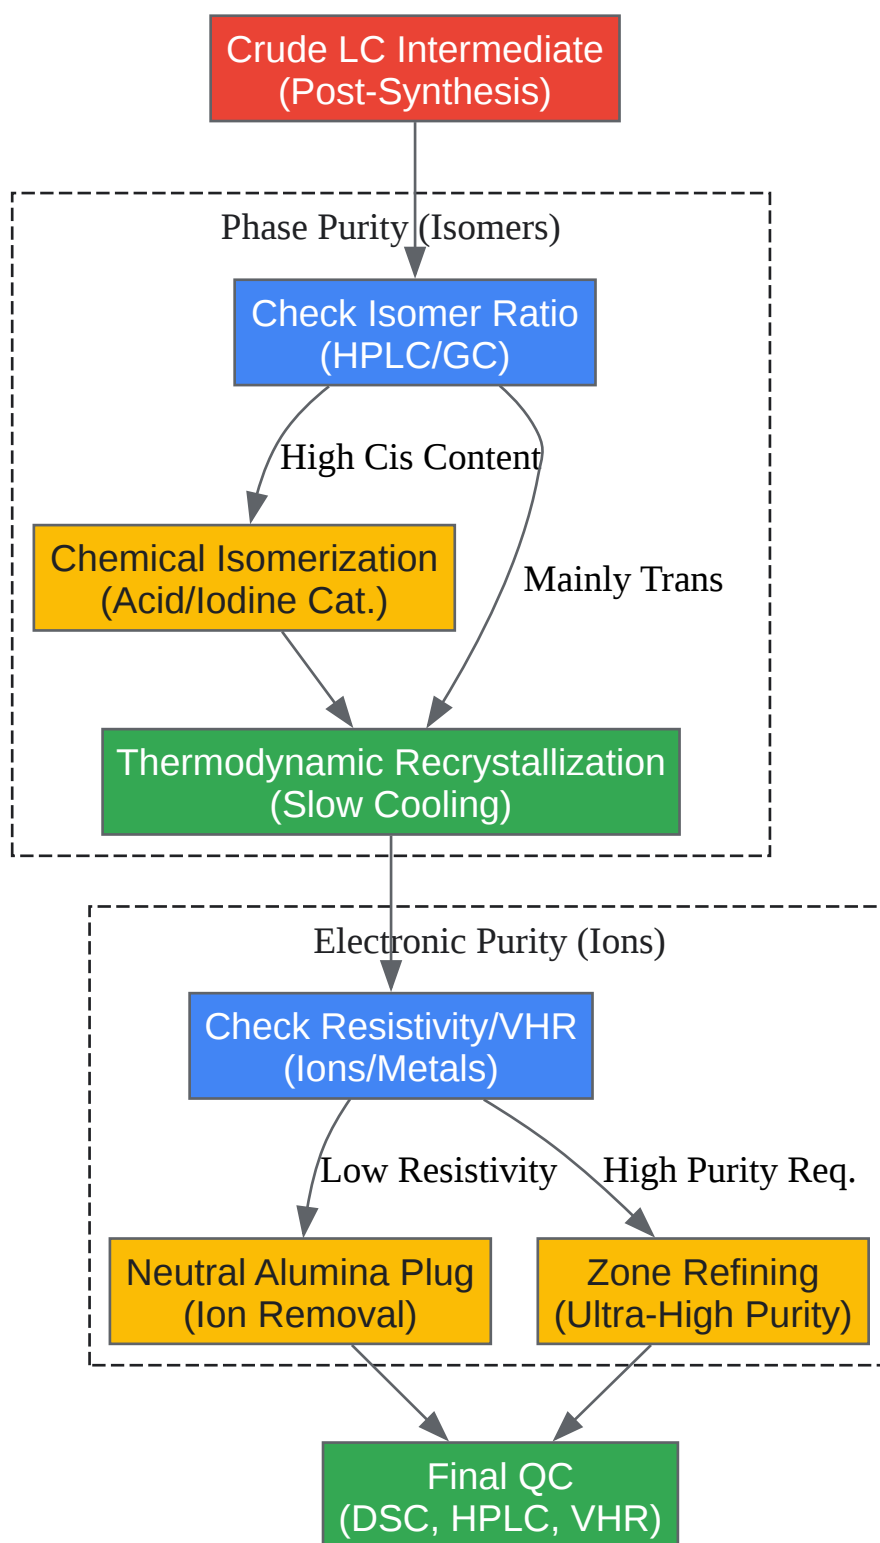 Crude LC Intermediate
(Post-Synthesis)
Phase Purity (Isomers)
Check Isomer Ratio
(HPLC/GC)
High Cis Content
Chemical Isomerization
(Acid/Iodine Cat.)
Mainly Trans
Thermodynamic Recrystallization
(Slow Cooling)
Electronic Purity (Ions)
Check Resistivity/VHR
(Ions/Metals)
Low Resistivity
High Purity Req.
Neutral Alumina Plug
(Ion Removal)
Zone Refining
(Ultra-High Purity)
Final QC
(DSC, HPLC, VHR)